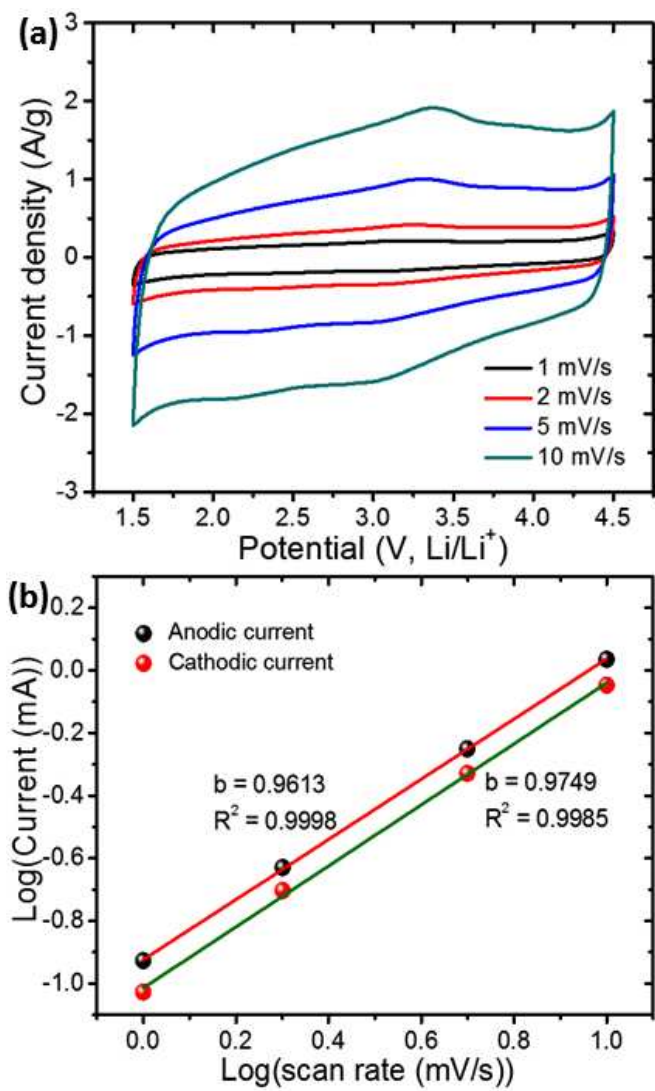 (a)
3
2
1
0
-1
-2
-3
Current density (A/g)
1 mV/s
2 mV/s
5 mV/s
10 mV/s
1.5 2.0 2.5 3.0 3.5 4.0 4.5
Potential (V, Li/Li⁺)
(b)
0.2
0.0
-0.2
-0.4
-0.6
-0.8
-1.0
Log(Current (mA))
Anodic current
Cathodic current
b = 0.9613
R² = 0.9998
b = 0.9749
R² = 0.9985
0.0 0.2 0.4 0.6 0.8 1.0
Log(scan rate (mV/s))